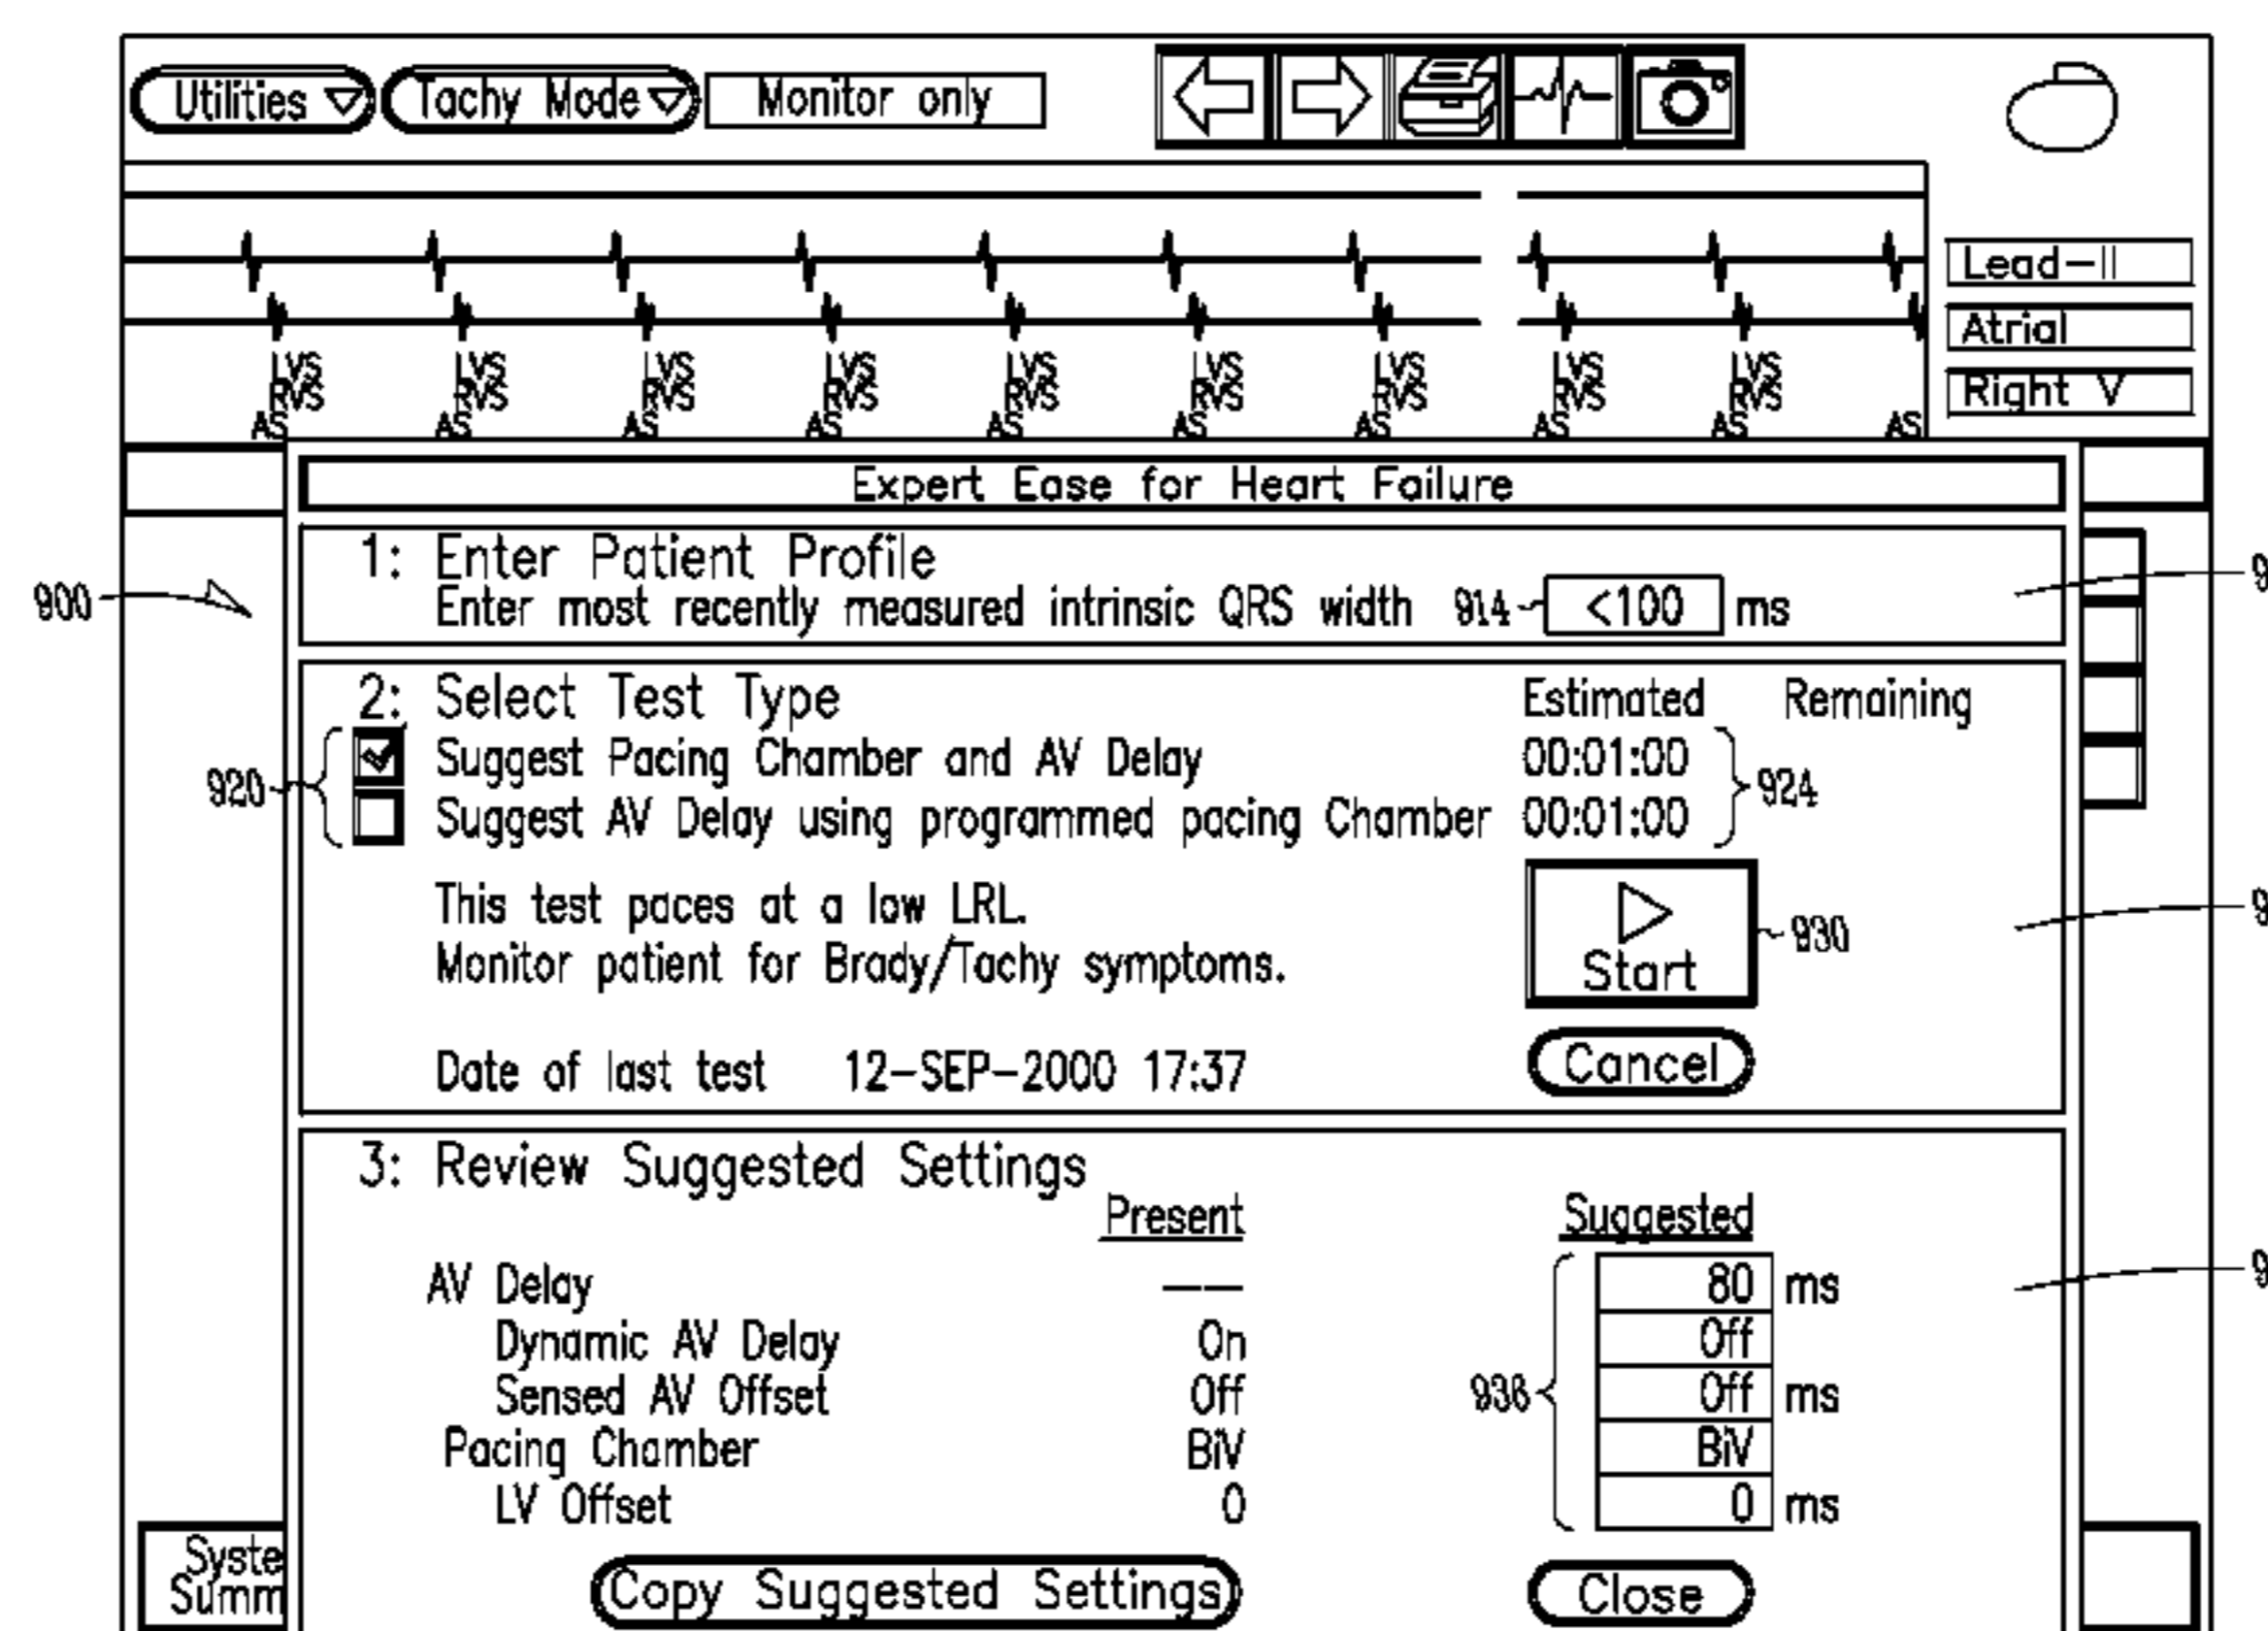 Utilities Tachy Mode Monitor only
Lead-II
Atrial
Right V
LVS LVS LVS LVS LVS LVS LVS LVS LVS
RVS RVS RVS RVS RVS RVS RVS RVS RVS
AS AS AS AS AS AS AS AS AS AS
Expert Ease for Heart Failure
1: Enter Patient Profile
900 Enter most recently measured intrinsic QRS width 914 <100 ms
2: Select Test Type Estimated Remaining
Suggest Pacing Chamber and AV Delay 00:01:00
920 924
Suggest AV Delay using programmed pacing Chamber 00:01:00
This test paces at a low LRL.
930
Monitor patient for Brady/Tachy symptoms. Start
Date of last test 12-SEP-2000 17:37 Cancel
3: Review Suggested Settings
Present Suggested
AV Delay -- 80 ms
Dynamic AV Delay On Off
Sensed AV Offset Off 936 Off ms
Pacing Chamber BiV BiV
LV Offset 0 0 ms
Syste
Summ
Copy Suggested Settings Close